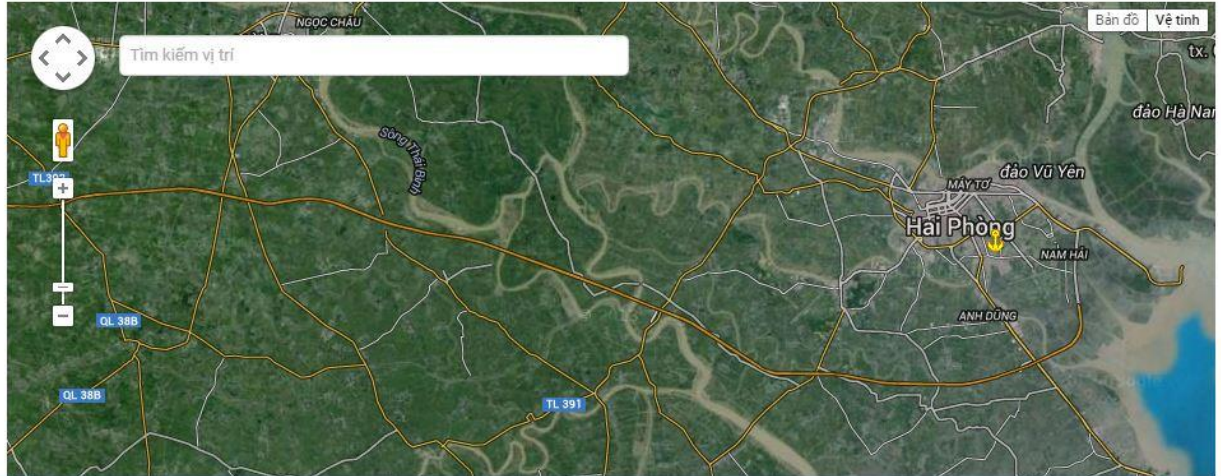 NGỌC CHÂU
Bản đồ
Vệ tinh
Tìm kiếm vị trí
tx.
đảo Hà Nam
Sông Thái Bình
đảo Vũ Yên
MÁY TƠ
Hải Phòng
NAM HẢI
ANH DŨNG
QL 38B
QL 38B
TL 391
Google